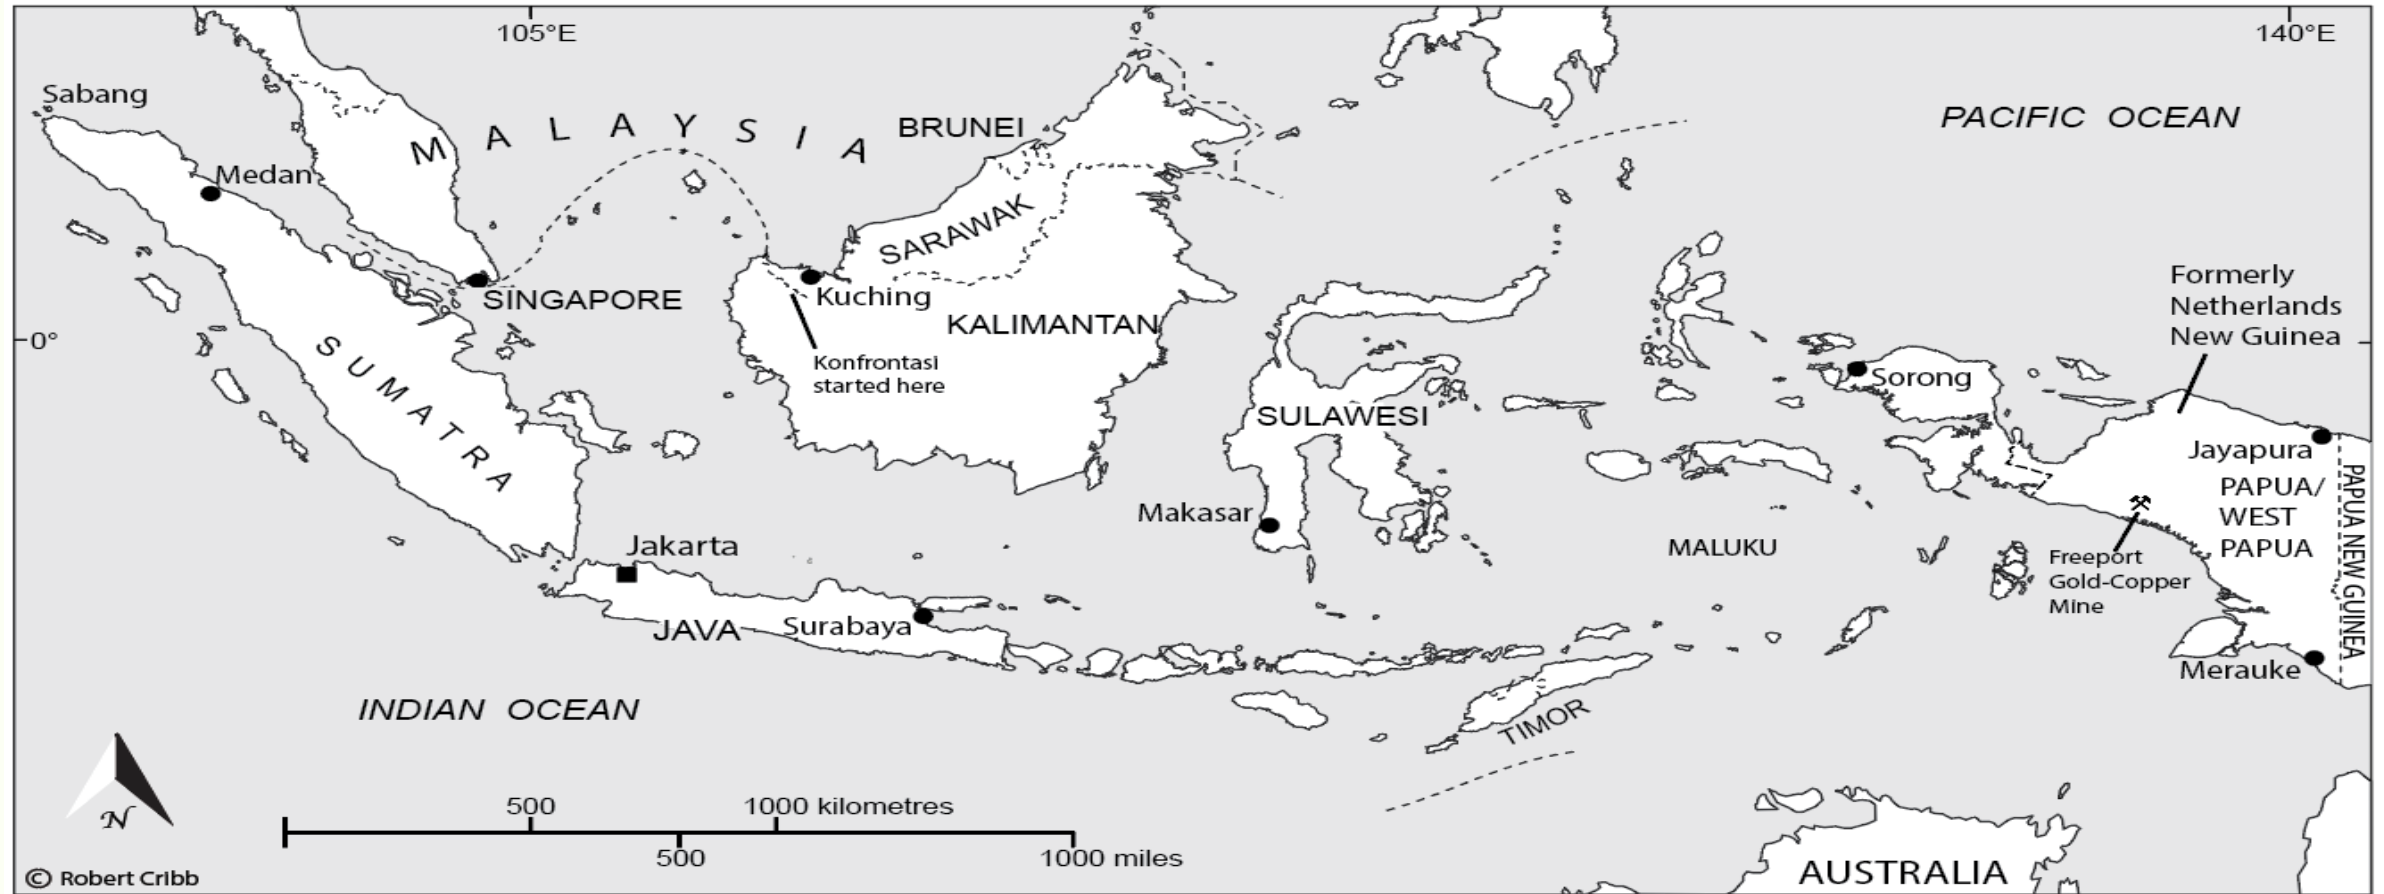 105°E
140°E
Sabang
PACIFIC OCEAN
MALAYSIA
BRUNEI
Medan
SARAWAK
SINGAPORE
Kuching
KALIMANTAN
Formerly
Netherlands
New Guinea
0°
Konfrontasi
started here
SUMATRA
Sorong
SULAWESI
Jayapura
PAPUA/
WEST
PAPUA
PAPUA NEW GUINEA
Makasar
MALUKU
Freeport
Gold-Copper
Mine
Jakarta
JAVA
Surabaya
Merauke
INDIAN OCEAN
TIMOR
N
500
1000 kilometres
500
1000 miles
AUSTRALIA
© Robert Cribb